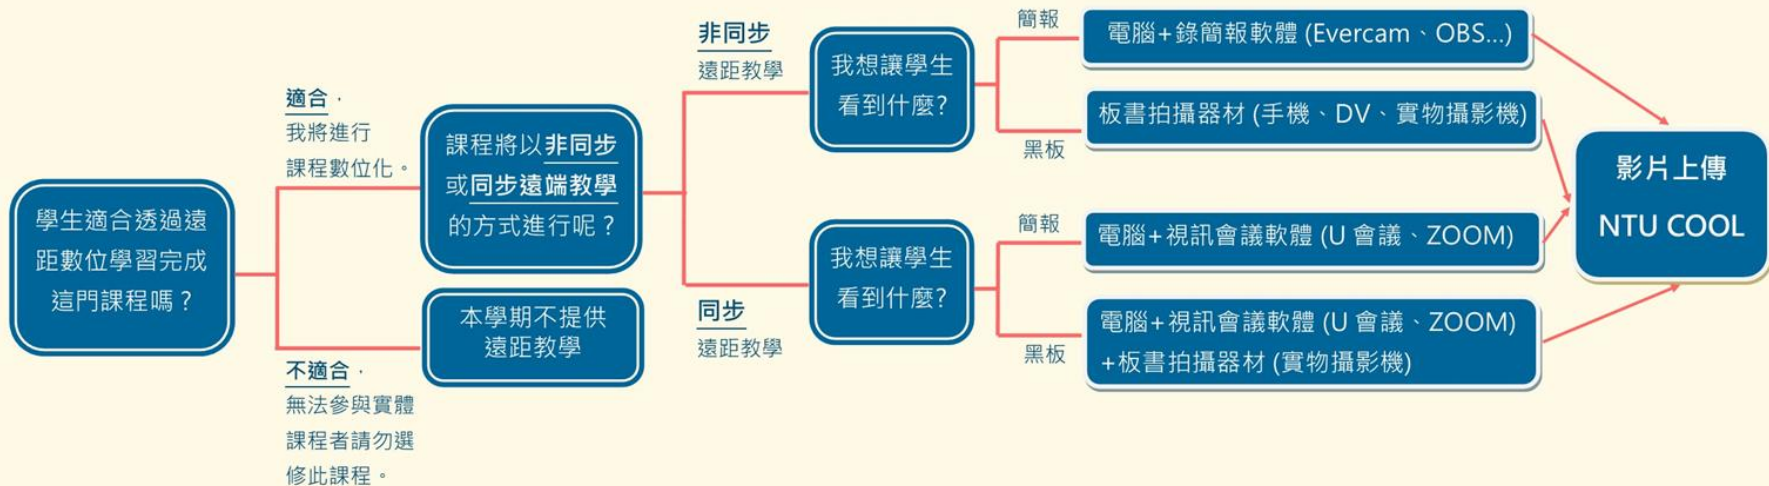 學生適合透過遠
距數位學習完成
這門課程嗎？
適合，
我將進行
課程數位化。
不適合，
無法參與實體
課程者請勿選
修此課程。
課程將以非同步
或同步遠端教學
的方式進行呢？
本學期不提供
遠距教學
非同步
遠距教學
我想讓學生
看到什麼?
簡報
電腦+錄簡報軟體 (Evercam、OBS...)
黑板
板書拍攝器材 (手機、DV、實物攝影機)
同步
遠距教學
我想讓學生
看到什麼?
簡報
電腦+視訊會議軟體 (U 會議、ZOOM)
黑板
電腦+視訊會議軟體 (U 會議、ZOOM)
+板書拍攝器材 (實物攝影機)
影片上傳
NTU COOL